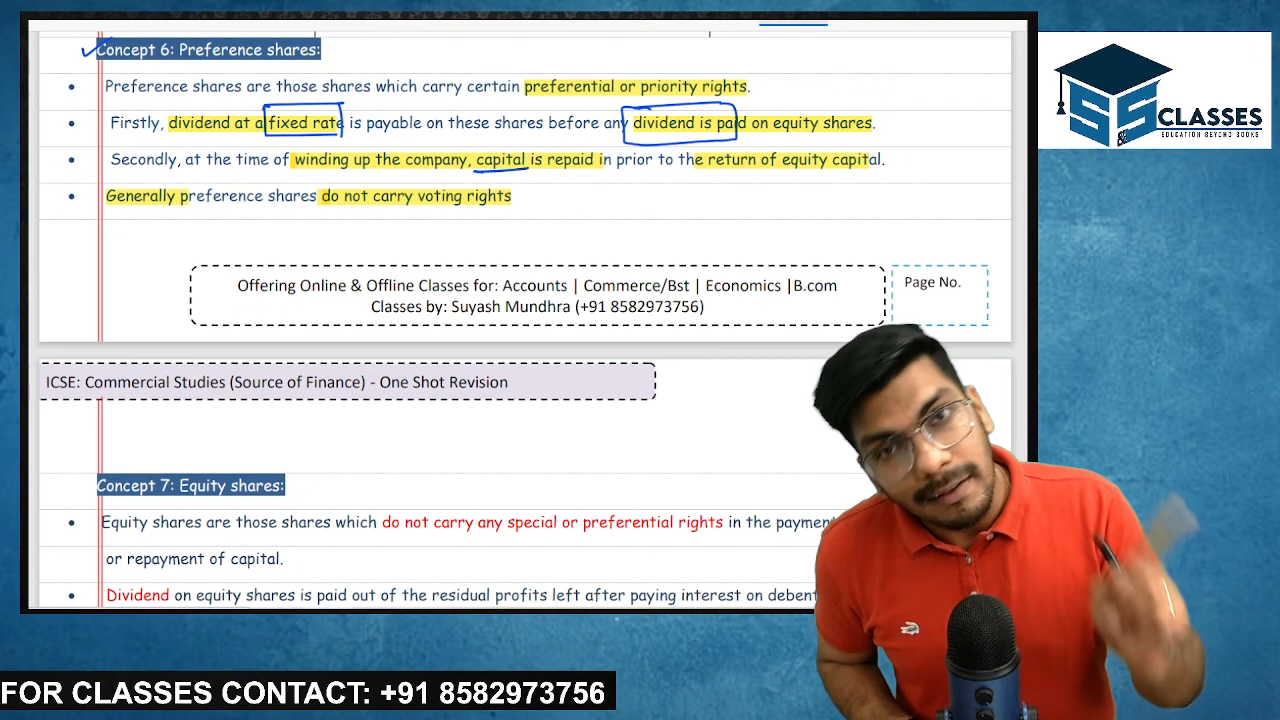 Concept 6: Preference shares:
• Preference shares are those shares which carry certain preferential or priority rights.
• Firstly, dividend at a fixed rate is payable on these shares before any dividend is paid on equity shares.
• Secondly, at the time of winding up the company, capital is repaid in prior to the return of equity capital.
• Generally preference shares do not carry voting rights
SS CLASSES
EDUCATION BEYOND BOOKS
Offering Online & Offline Classes for: Accounts | Commerce/Bst | Economics |B.com
Classes by: Suyash Mundhra (+91 8582973756)
Page No.
ICSE: Commercial Studies (Source of Finance) - One Shot Revision
Concept 7: Equity shares:
• Equity shares are those shares which do not carry any special or preferential rights in the payment
or repayment of capital.
• Dividend on equity shares is paid out of the residual profits left after paying interest on
FOR CLASSES CONTACT: +91 8582973756